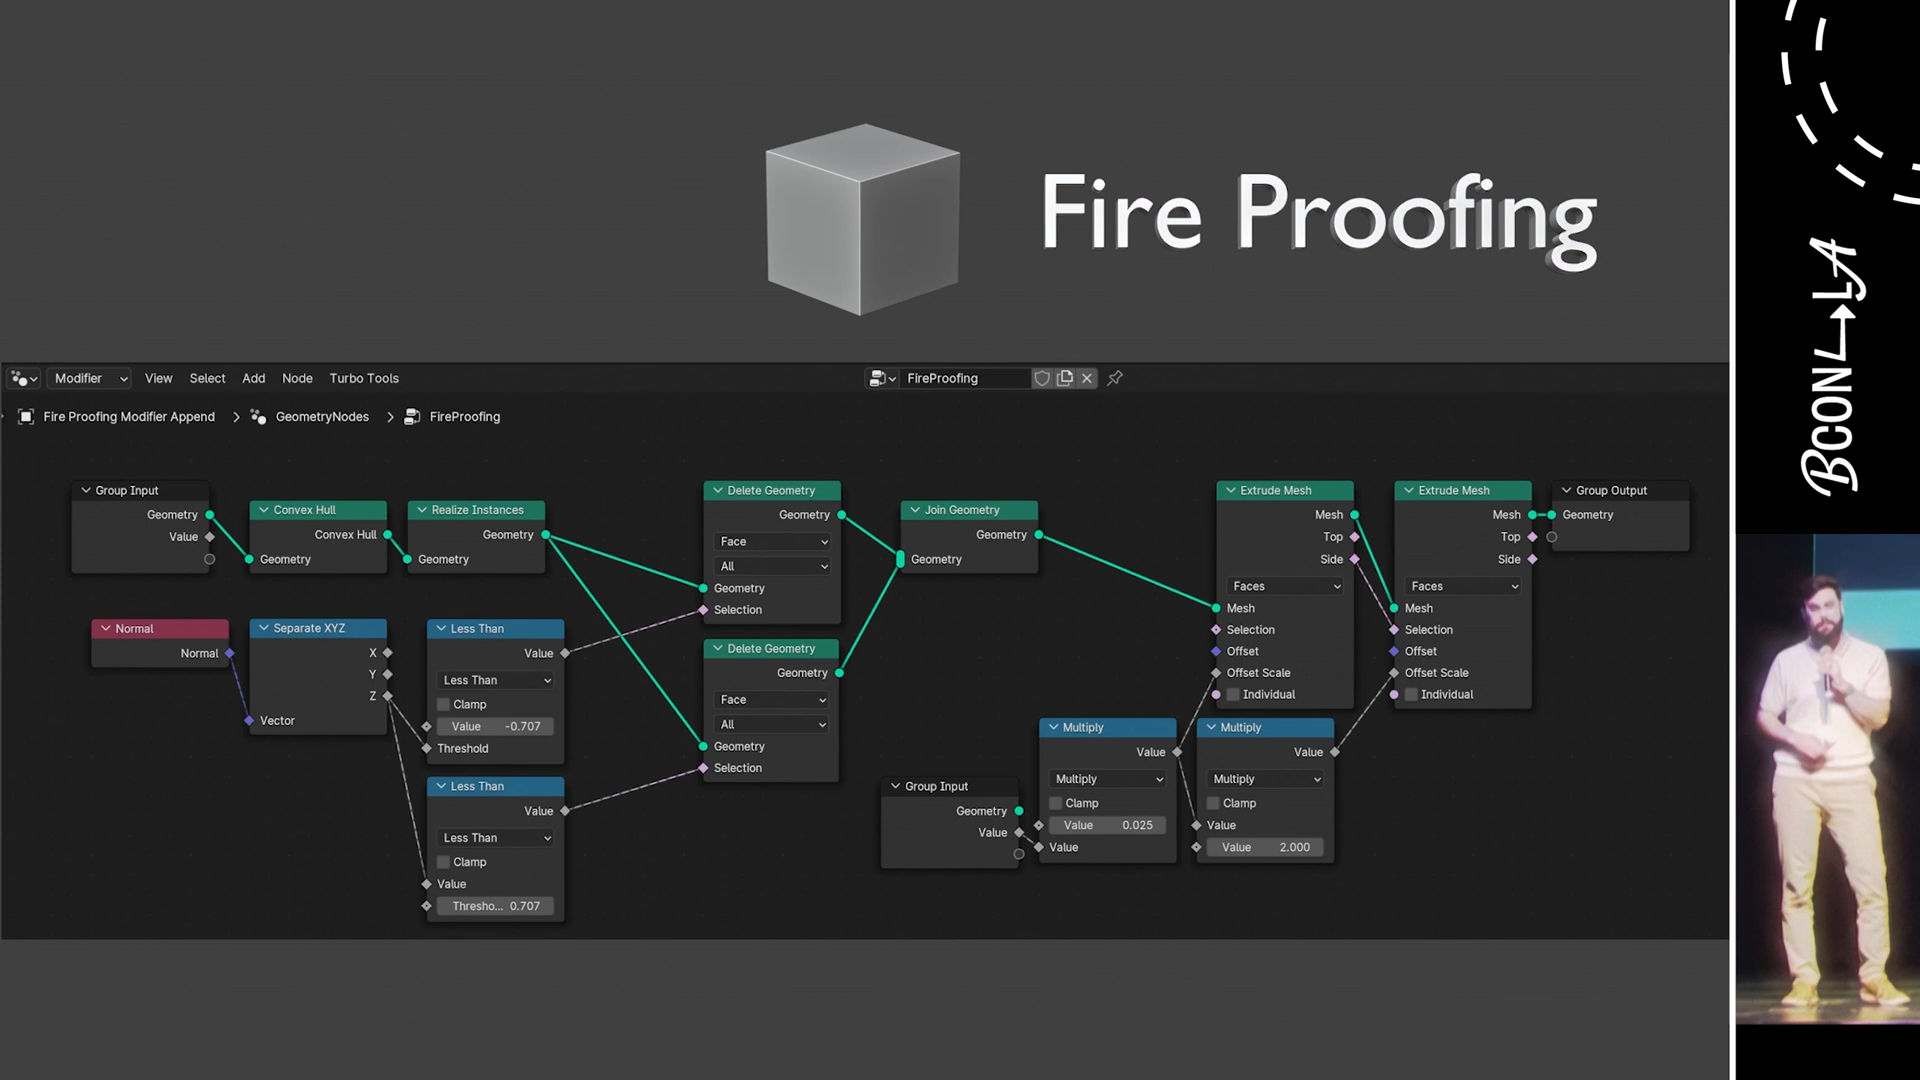 Fire Proofing
BCON LA
Modifier View Select Add Node Turbo Tools FireProofing
Fire Proofing Modifier Append GeometryNodes FireProofing
Group Input
Geometry
Value
Convex Hull
Convex Hull
Geometry
Realize Instances
Geometry
Geometry
Normal
Normal
Separate XYZ
X
Y
Z
Vector
Less Than
Value
Less Than
Clamp
Value -0.707
Threshold
Less Than
Value
Less Than
Clamp
Value
Thresho... 0.707
Delete Geometry
Geometry
Face
All
Geometry
Selection
Delete Geometry
Geometry
Face
All
Geometry
Selection
Join Geometry
Geometry
Geometry
Group Input
Geometry
Value
Multiply
Value
Multiply
Clamp
Value 0.025
Value
Multiply
Value
Multiply
Clamp
Value
Value 2.000
Extrude Mesh
Mesh
Top
Side
Faces
Mesh
Selection
Offset
Offset Scale
Individual
Extrude Mesh
Mesh
Top
Side
Faces
Mesh
Selection
Offset
Offset Scale
Individual
Group Output
Geometry